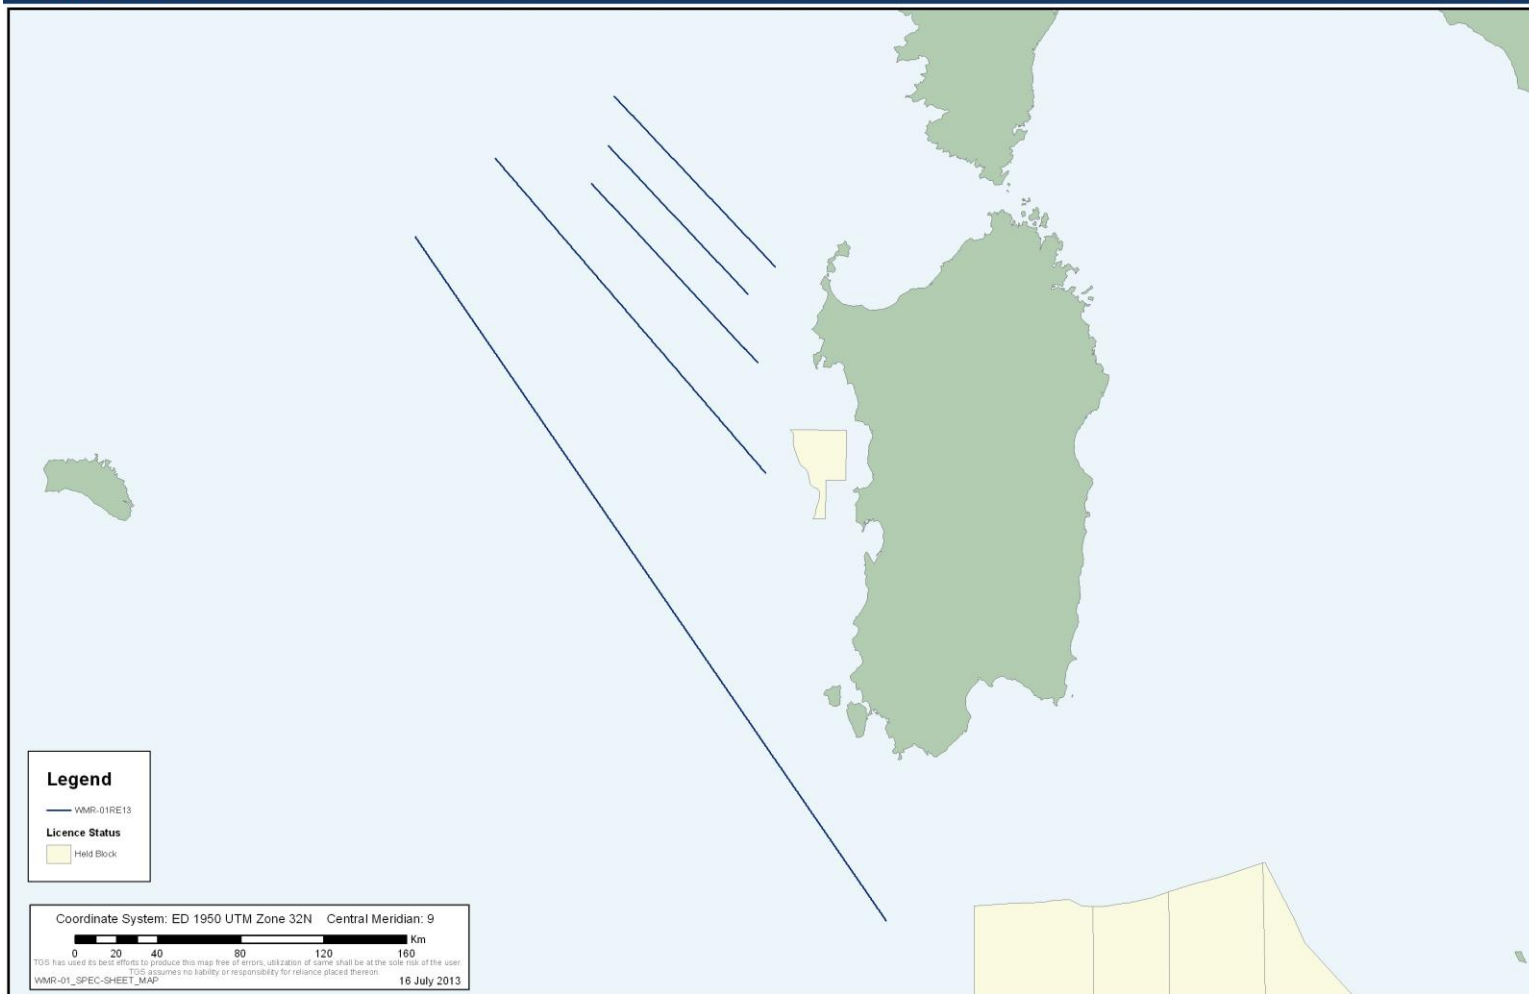 Legend
WMR-01RE13
Licence Status
Held Block
Coordinate System: ED 1950 UTM Zone 32N Central Meridian: 9
Km
0 20 40 80 120 160
TGS has used its best efforts to produce this map free of errors, utilization of same shall be at the sole risk of the user.
TGS assumes no liability or responsibility for reliance placed thereon.
WMR-01_SPEC-SHEET_MAP 16 July 2013